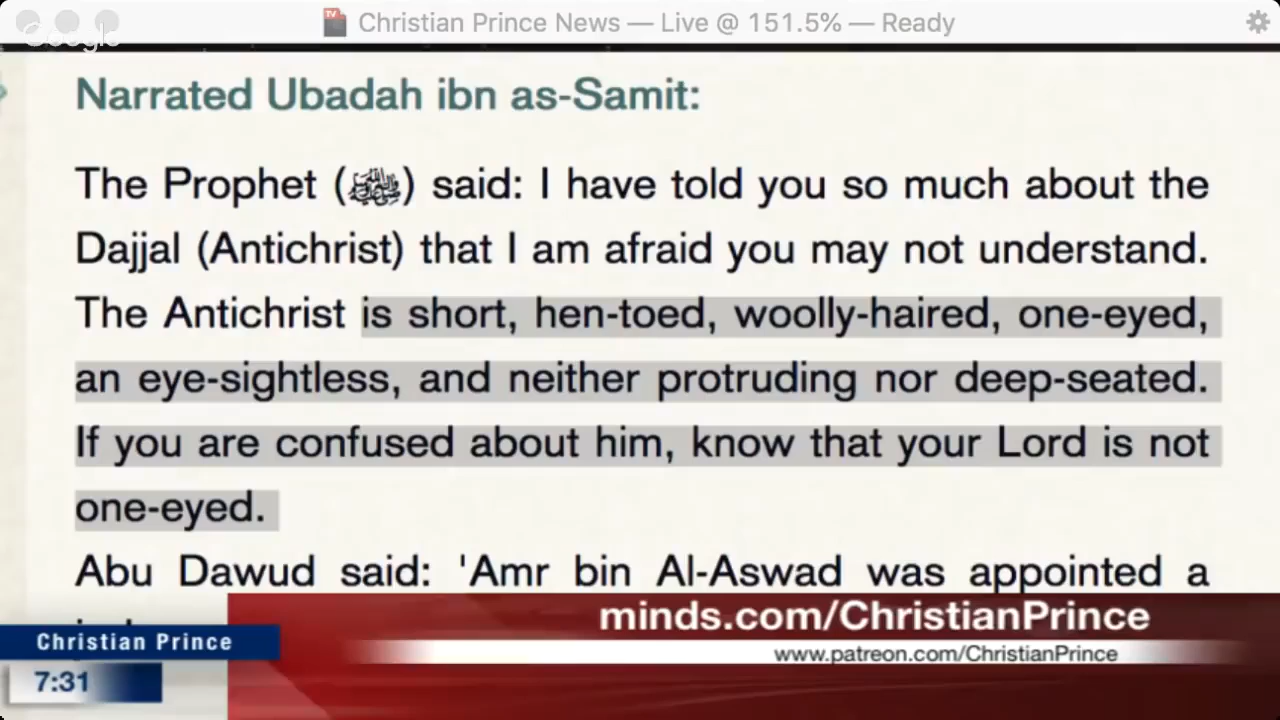 Christian Prince News — Live @ 151.5% — Ready
Google
Narrated Ubadah ibn as-Samit:
The Prophet (ﷺ) said: I have told you so much about the
Dajjal (Antichrist) that I am afraid you may not understand.
The Antichrist is short, hen-toed, woolly-haired, one-eyed,
an eye-sightless, and neither protruding nor deep-seated.
If you are confused about him, know that your Lord is not
one-eyed.
Abu Dawud said: 'Amr bin Al-Aswad was appointed a
minds.com/ChristianPrince
Christian Prince
www.patreon.com/ChristianPrince
7:31